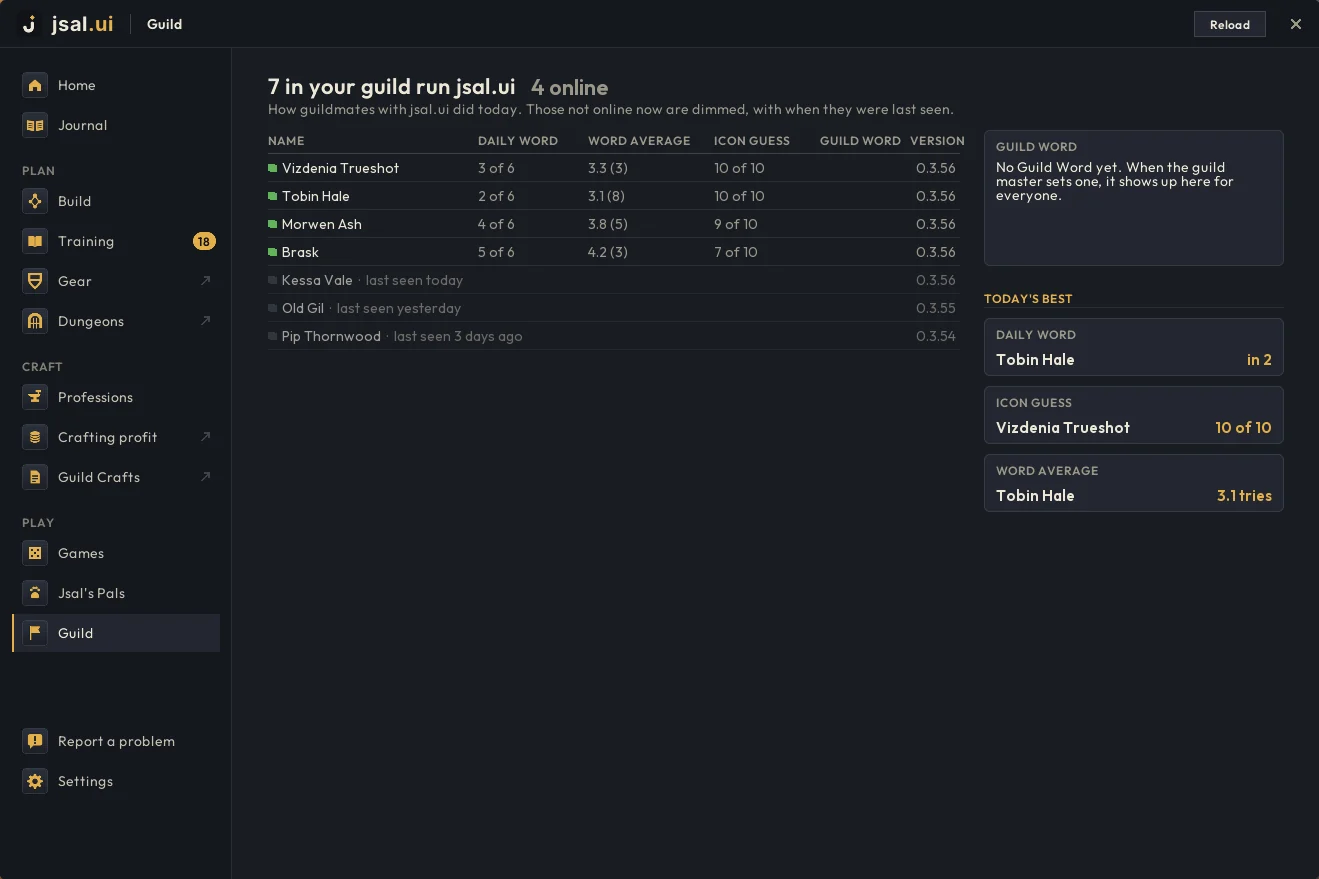 jsal.ui Guild Reload
Home
Journal
PLAN
Build
Training 18
Gear
Dungeons
CRAFT
Professions
Crafting profit
Guild Crafts
PLAY
Games
Jsal's Pals
Guild
Report a problem
Settings
7 in your guild run jsal.ui 4 online
How guildmates with jsal.ui did today. Those not online now are dimmed, with when they were last seen.
NAME DAILY WORD WORD AVERAGE ICON GUESS GUILD WORD VERSION
Vizdenia Trueshot 3 of 6 3.3 (3) 10 of 10 0.3.56
Tobin Hale 2 of 6 3.1 (8) 10 of 10 0.3.56
Morwen Ash 4 of 6 3.8 (5) 9 of 10 0.3.56
Brask 5 of 6 4.2 (3) 7 of 10 0.3.56
Kessa Vale · last seen today 0.3.56
Old Gil · last seen yesterday 0.3.55
Pip Thornwood · last seen 3 days ago 0.3.54
GUILD WORD
No Guild Word yet. When the guild
master sets one, it shows up here for
everyone.
TODAY'S BEST
DAILY WORD
Tobin Hale in 2
ICON GUESS
Vizdenia Trueshot 10 of 10
WORD AVERAGE
Tobin Hale 3.1 tries